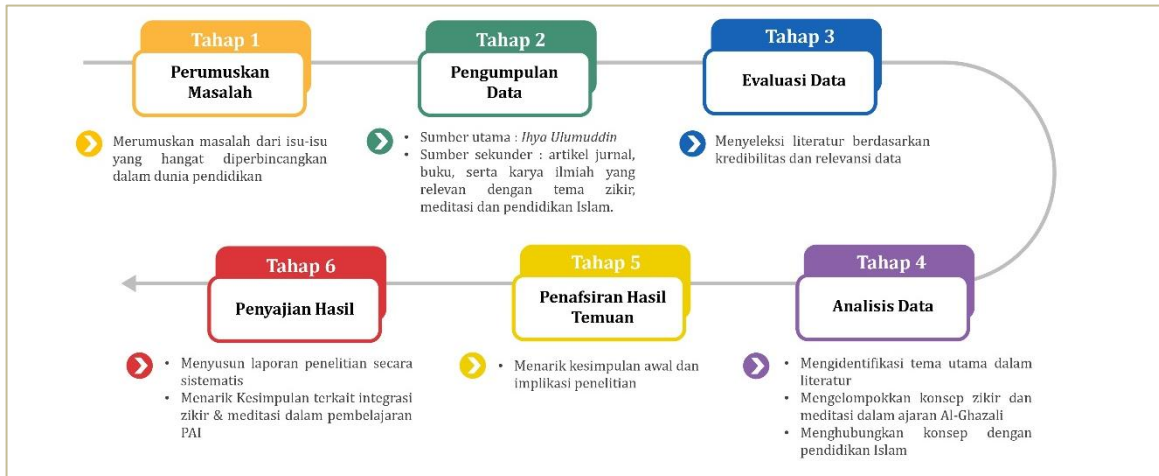 Tahap 1
Perumuskan
Masalah
Merumuskan masalah dari isu-isu
yang hangat diperbincangkan
dalam dunia pendidikan
Tahap 2
Pengumpulan
Data
• Sumber utama : Ihya Ulumuddin
• Sumber sekunder : artikel jurnal,
buku, serta karya ilmiah yang
relevan dengan tema zikir,
meditasi dan pendidikan Islam.
Tahap 3
Evaluasi Data
Menyeleksi literatur berdasarkan
kredibilitas dan relevansi data
Tahap 4
Analisis Data
• Mengidentifikasi tema utama dalam
literatur
• Mengelompokkan konsep zikir dan
meditasi dalam ajaran Al-Ghazali
• Menghubungkan konsep dengan
pendidikan Islam
Tahap 5
Penafsiran Hasil
Temuan
• Menarik kesimpulan awal dan
implikasi penelitian
Tahap 6
Penyajian Hasil
• Menyusun laporan penelitian secara
sistematis
• Menarik Kesimpulan terkait integrasi
zikir & meditasi dalam pembelajaran
PAI